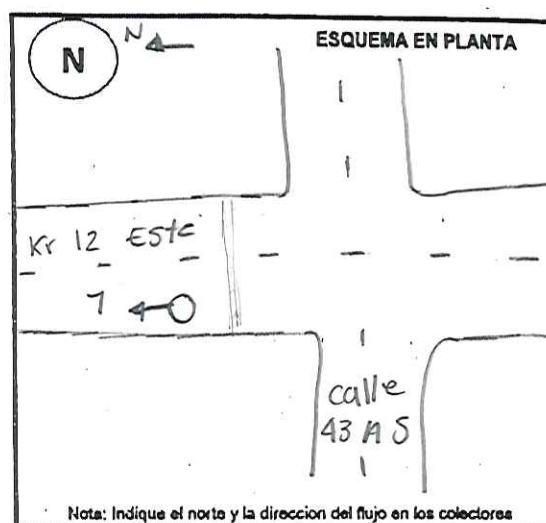 N
N
ESQUEMA EN PLANTA
Kr 12 Este
1
calle
43 A S
Nota: Indique el norte y la direccion del flujo en los colectores